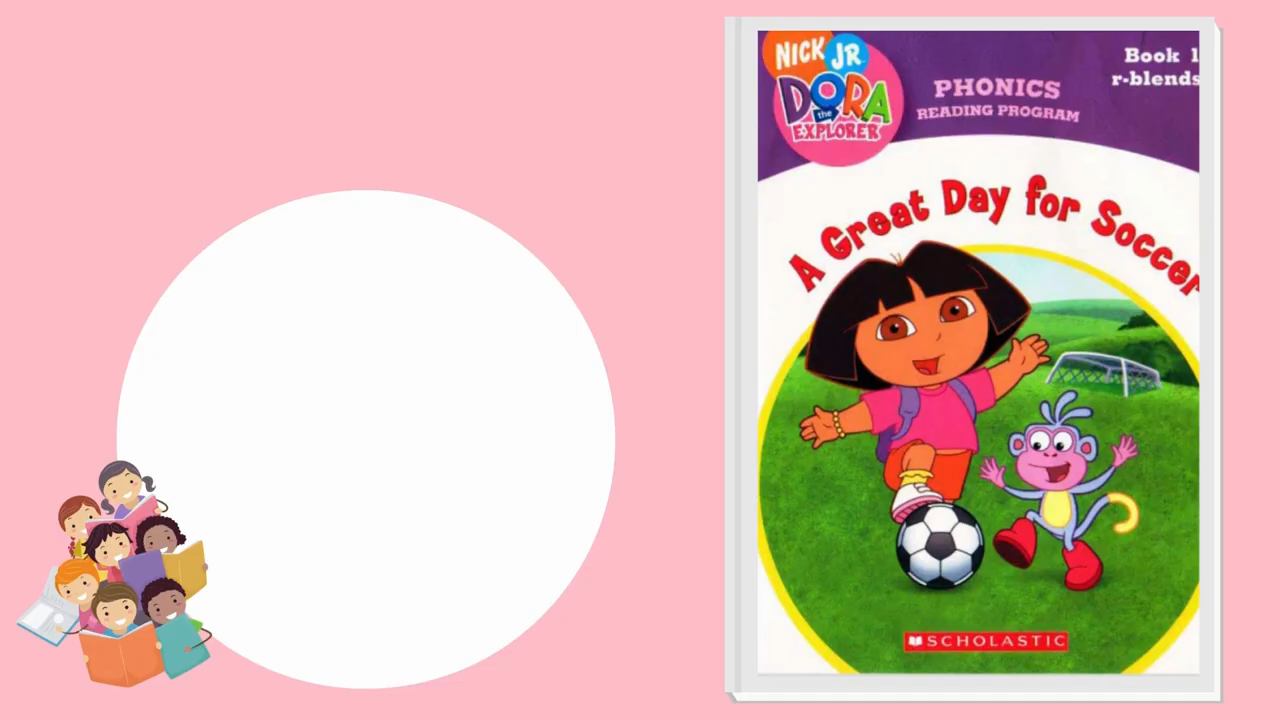 NICK JR
DORA
the
EXPLORER
PHONICS
READING PROGRAM
Book 1
r-blends
A Great Day for Soccer
SCHOLASTIC